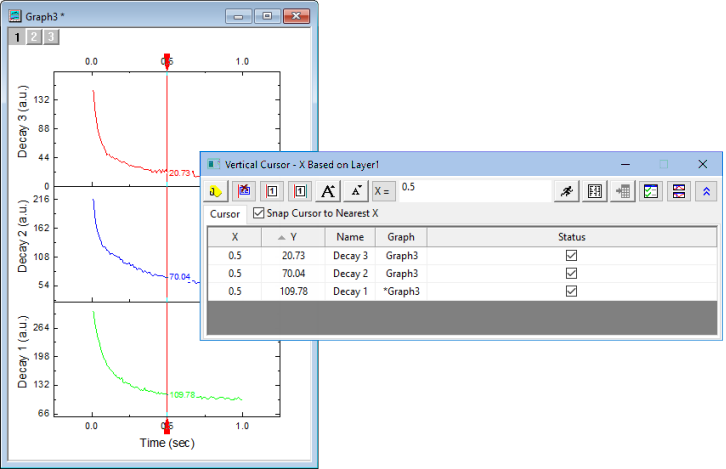 Graph3 *
1 2 3
0.0 0.5 1.0
Decay 3 (a.u.)
132
88
44
0
20.73
Decay 2 (a.u.)
216
162
108
54
70.04
Decay 1 (a.u.)
264
198
132
66
109.78
0.0 0.5 1.0
Time (sec)
Vertical Cursor - X Based on Layer1
1 1 A A X = 0.5
Cursor Snap Cursor to Nearest X
X Y Name Graph Status
0.5 20.73 Decay 3 Graph3
0.5 70.04 Decay 2 Graph3
0.5 109.78 Decay 1 *Graph3